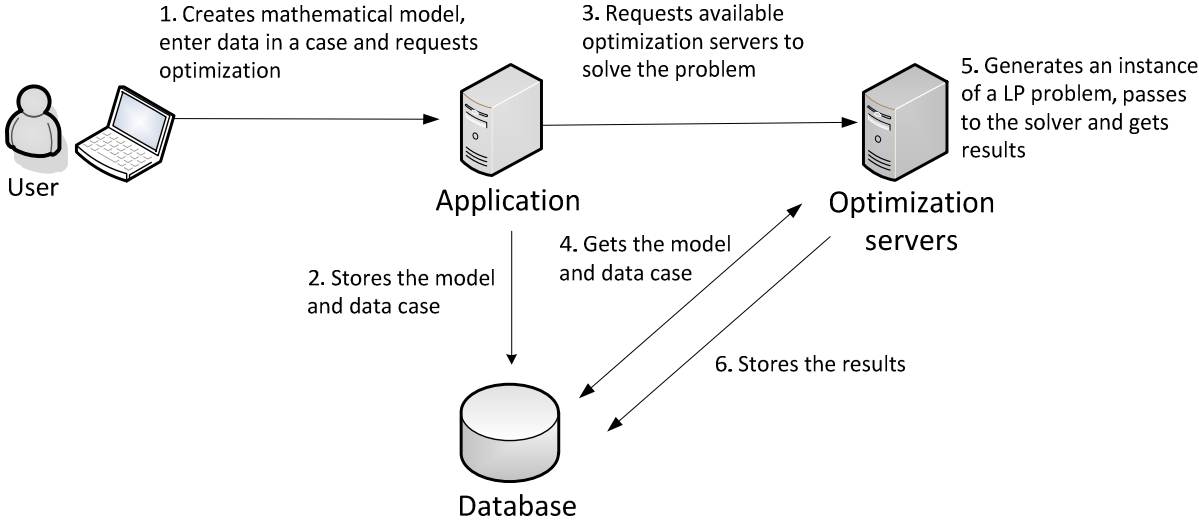 1. Creates mathematical model,
enter data in a case and requests
optimization
3. Requests available
optimization servers to
solve the problem
5. Generates an instance
of a LP problem, passes
to the solver and gets
results
User
Application
Optimization
servers
2. Stores the model
and data case
4. Gets the model
and data case
6. Stores the results
Database